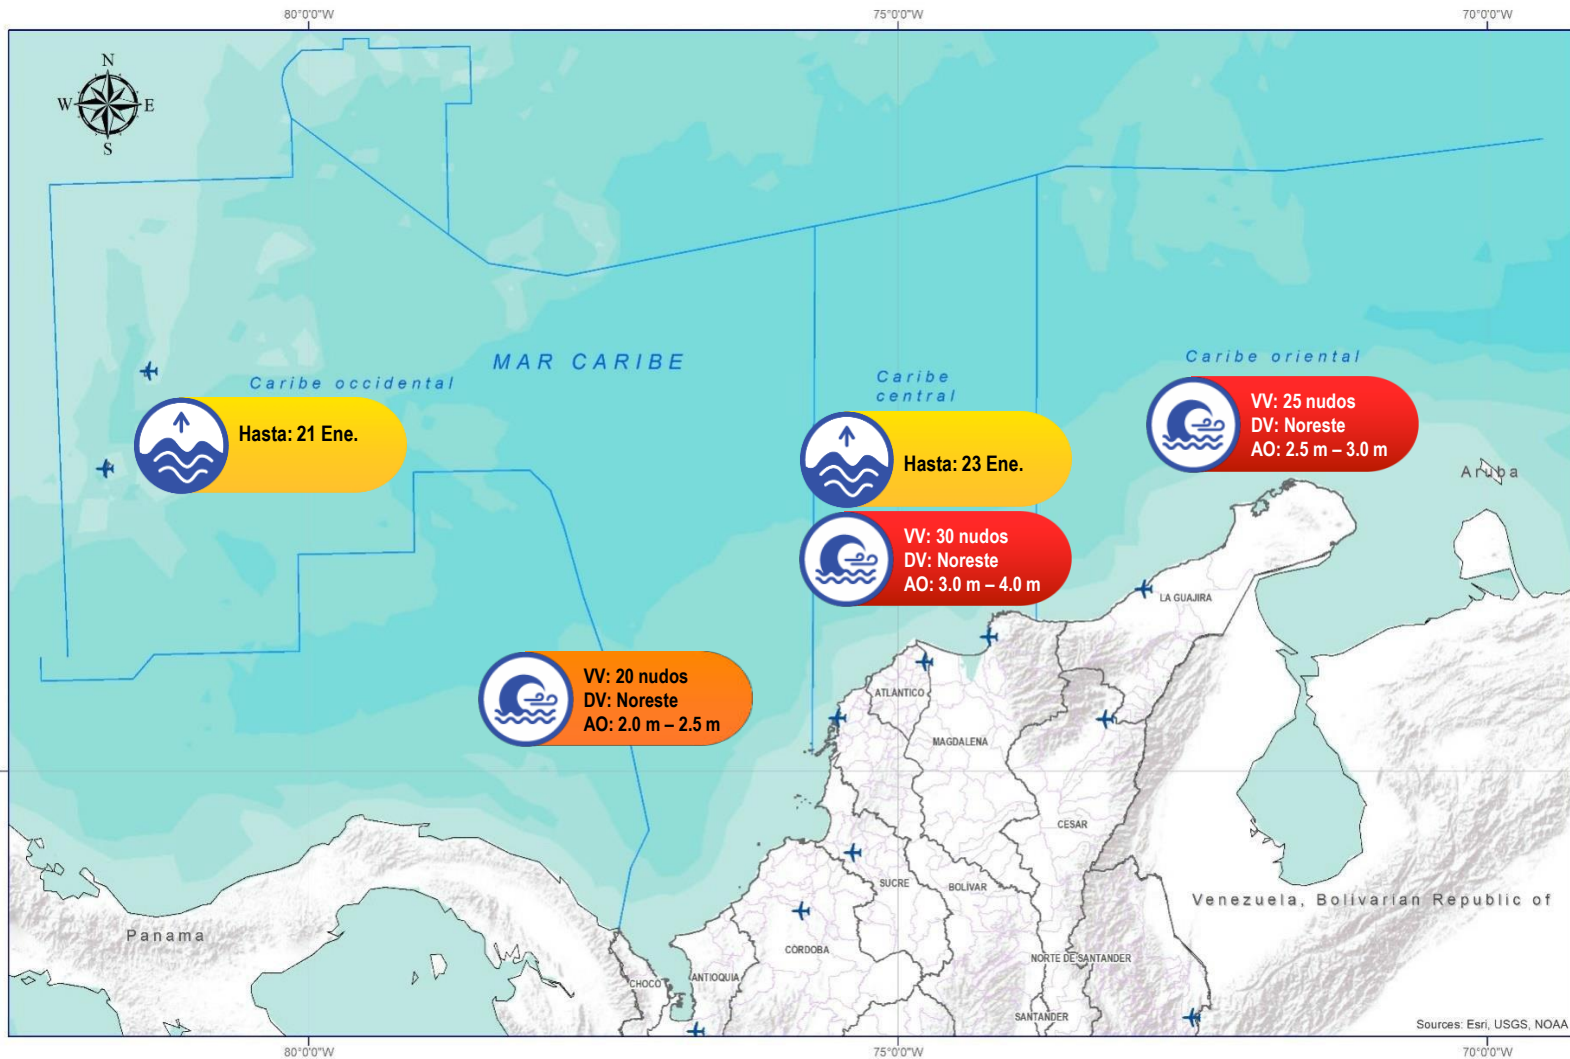 80°0'0"W
75°0'0"W
70°0'0"W
N
W
E
S
MAR CARIBE
Caribe occidental
Caribe
central
Caribe oriental
Hasta: 21 Ene.
Hasta: 23 Ene.
VV: 25 nudos
DV: Noreste
AO: 2.5 m – 3.0 m
Aruba
VV: 30 nudos
DV: Noreste
AO: 3.0 m – 4.0 m
LA GUAJIRA
VV: 20 nudos
DV: Noreste
AO: 2.0 m – 2.5 m
ATLÁNTICO
MAGDALENA
CESAR
SUCRE
BOLÍVAR
Venezuela, Bolivarian Republic of
Panama
CÓRDOBA
NORTE DE SANTANDER
ANTIOQUIA
CHOCÓ
SANTANDER
Sources: Esri, USGS, NOAA
80°0'0"W
75°0'0"W
70°0'0"W